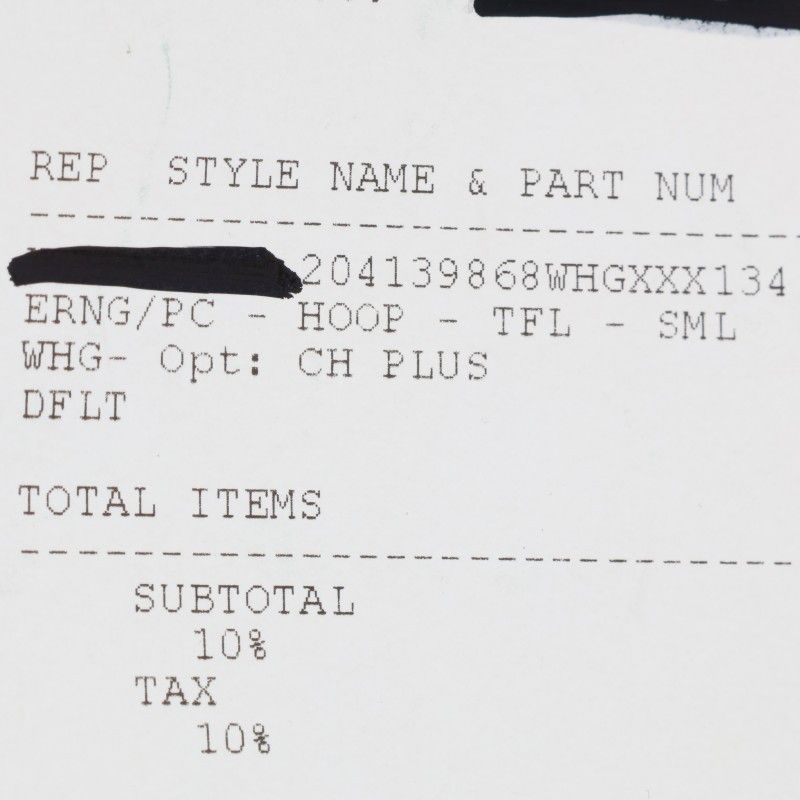 REP STYLE NAME & PART NUM
204139868WHGXXX134
ERNG/PC - HOOP - TFL - SML
WHG- Opt: CH PLUS
DFLT
TOTAL ITEMS
SUBTOTAL
10%
TAX
10%